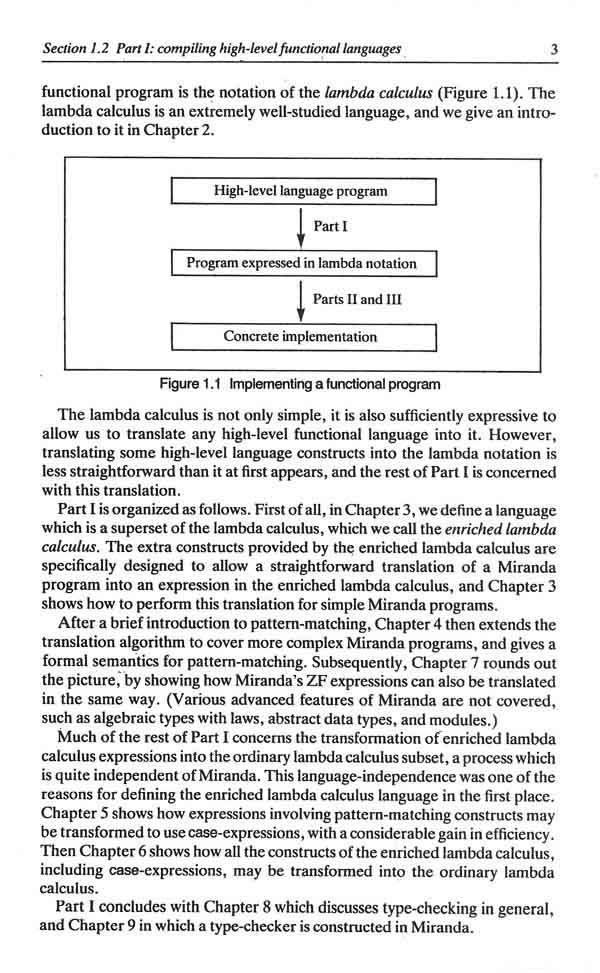 Section 1.2 Part I: compiling high-level functional languages 3
functional program is the notation of the lambda calculus (Figure 1.1). The
lambda calculus is an extremely well-studied language, and we give an intro-
duction to it in Chapter 2.
High-level language program
Part I
Program expressed in lambda notation
Parts II and III
Concrete implementation
Figure 1.1 Implementing a functional program
The lambda calculus is not only simple, it is also sufficiently expressive to
allow us to translate any high-level functional language into it. However,
translating some high-level language constructs into the lambda notation is
less straightforward than it at first appears, and the rest of Part I is concerned
with this translation.
Part I is organized as follows. First of all, in Chapter 3, we define a language
which is a superset of the lambda calculus, which we call the enriched lambda
calculus. The extra constructs provided by the enriched lambda calculus are
specifically designed to allow a straightforward translation of a Miranda
program into an expression in the enriched lambda calculus, and Chapter 3
shows how to perform this translation for simple Miranda programs.
After a brief introduction to pattern-matching, Chapter 4 then extends the
translation algorithm to cover more complex Miranda programs, and gives a
formal semantics for pattern-matching. Subsequently, Chapter 7 rounds out
the picture, by showing how Miranda's ZF expressions can also be translated
in the same way. (Various advanced features of Miranda are not covered,
such as algebraic types with laws, abstract data types, and modules.)
Much of the rest of Part I concerns the transformation of enriched lambda
calculus expressions into the ordinary lambda calculus subset, a process which
is quite independent of Miranda. This language-independence was one of the
reasons for defining the enriched lambda calculus language in the first place.
Chapter 5 shows how expressions involving pattern-matching constructs may
be transformed to use case-expressions, with a considerable gain in efficiency.
Then Chapter 6 shows how all the constructs of the enriched lambda calculus,
including case-expressions, may be transformed into the ordinary lambda
calculus.
Part I concludes with Chapter 8 which discusses type-checking in general,
and Chapter 9 in which a type-checker is constructed in Miranda.